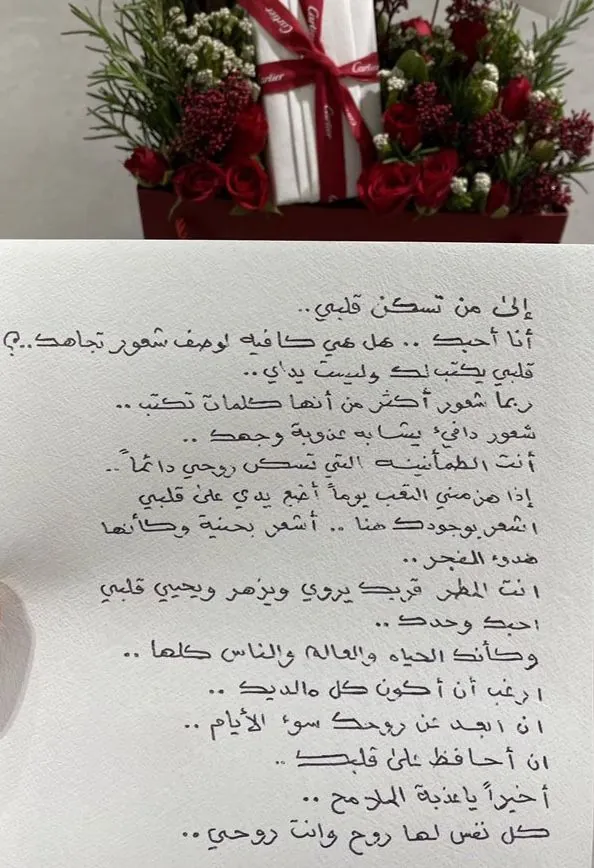 Cartier
Cartier
Cartier
Cartier
إلى من تسكن قلبي..
أنا أحبك .. هل هي كافيه لوصف شعور تجاهك..؟
قلبي يكتب لك وليست يداي..
ربما شعور أكثر من أنها كلمات تكتب ..
شعور دافيء يشابه عذوبة وجهك ..
أنت الطمأنينه التي تسكن روحي دائماً..
إذا هزمني التعب يوماً أضع يدي على قلبي
اشعر بوجودك هنا .. أشعر بحنية وكأنها
هدوء الفجر..
انت المطر قربك يروي ويزهر ويحيي قلبي
احبك وحدك ..
وكأنك الحياه والعالم والناس كلها ..
ارغب أن أكون كل مالديك ..
ان ابعد عن روحك سوء الأيام ..
ان أحافظ على قلبك ..
أخيراً ياعذبة الملامح ..
كل نفس لها روح وانت روحي ..